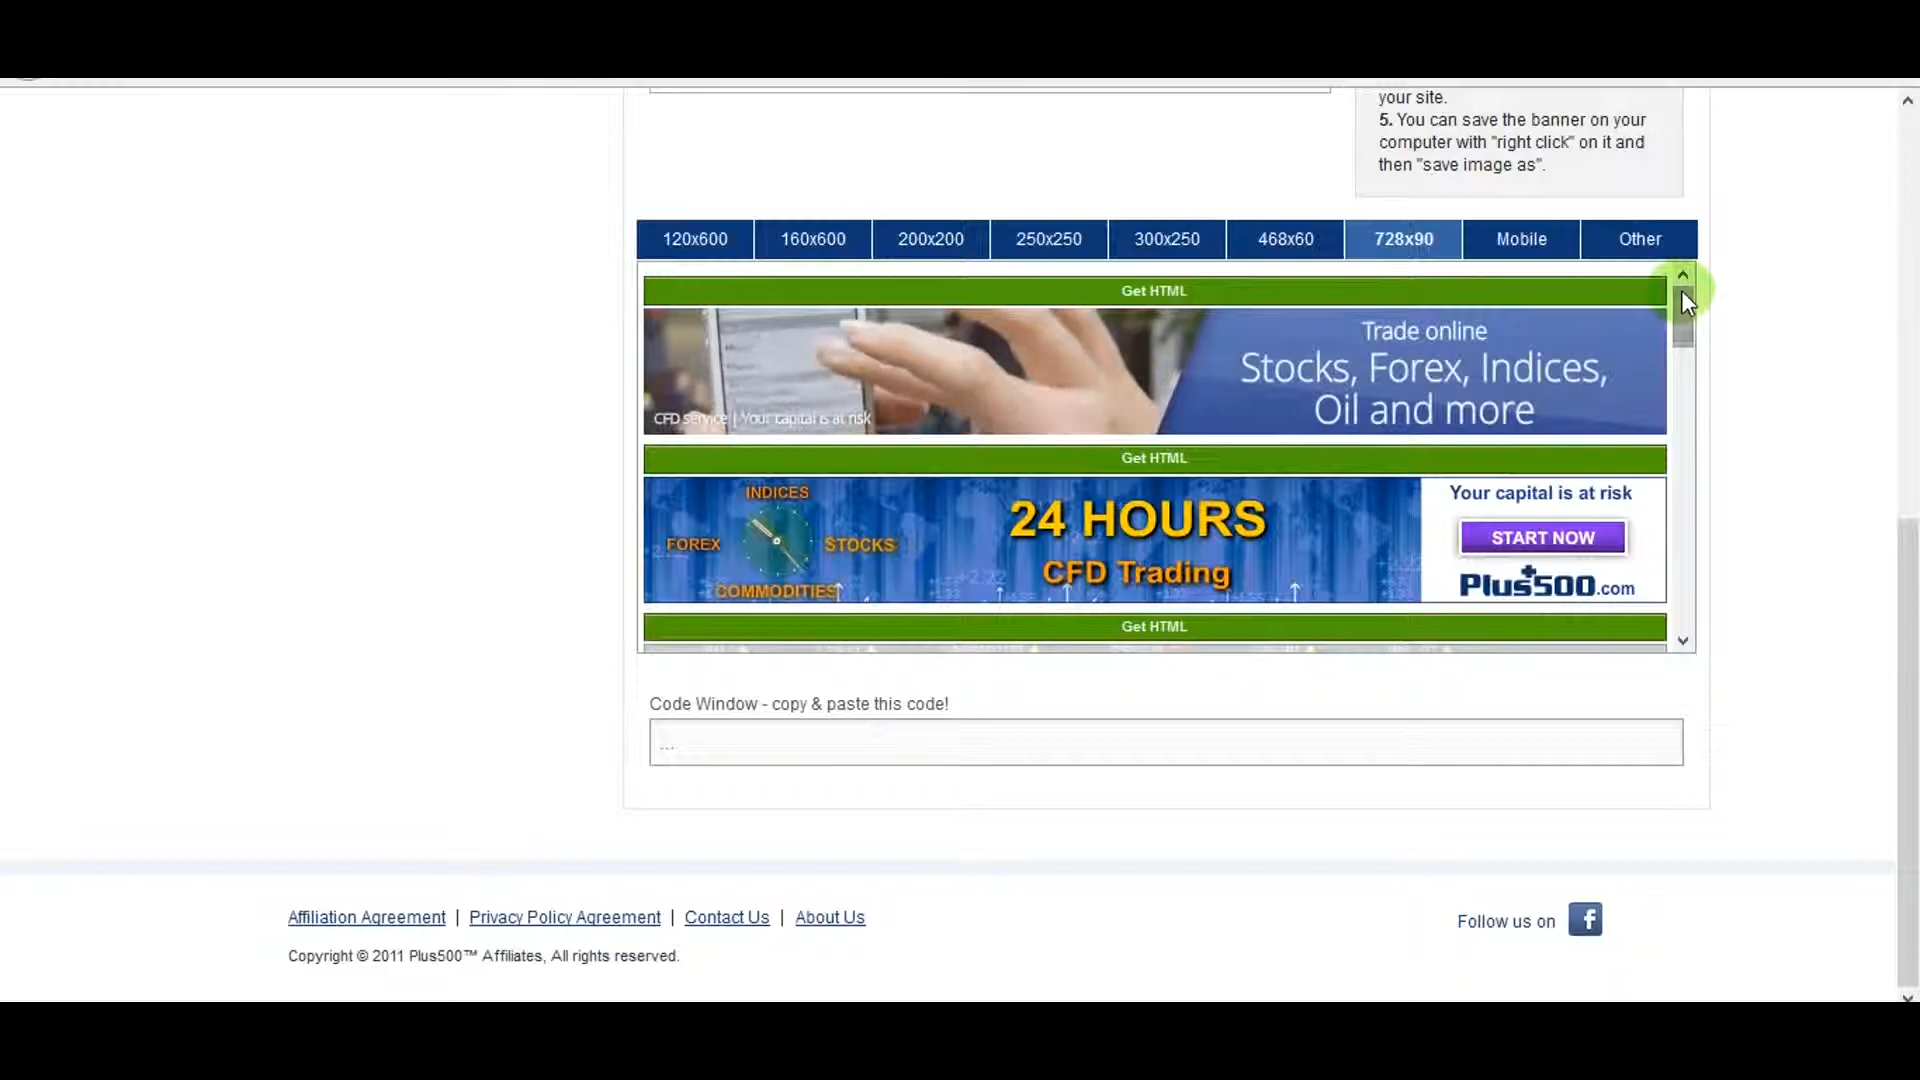 your site.
5. You can save the banner on your
computer with "right click" on it and
then "save image as".
120x600 160x600 200x200 250x250 300x250 468x60 728x90 Mobile Other
Get HTML
Trade online
Stocks, Forex, Indices,
Oil and more
CFD service | Your capital is at risk
Get HTML
INDICES
FOREX
STOCKS
COMMODITIES
24 HOURS
CFD Trading
Your capital is at risk
START NOW
Plus500.com
Get HTML
Code Window - copy & paste this code!
...
Affiliation Agreement | Privacy Policy Agreement | Contact Us | About Us
Follow us on f
Copyright © 2011 Plus500™ Affiliates, All rights reserved.